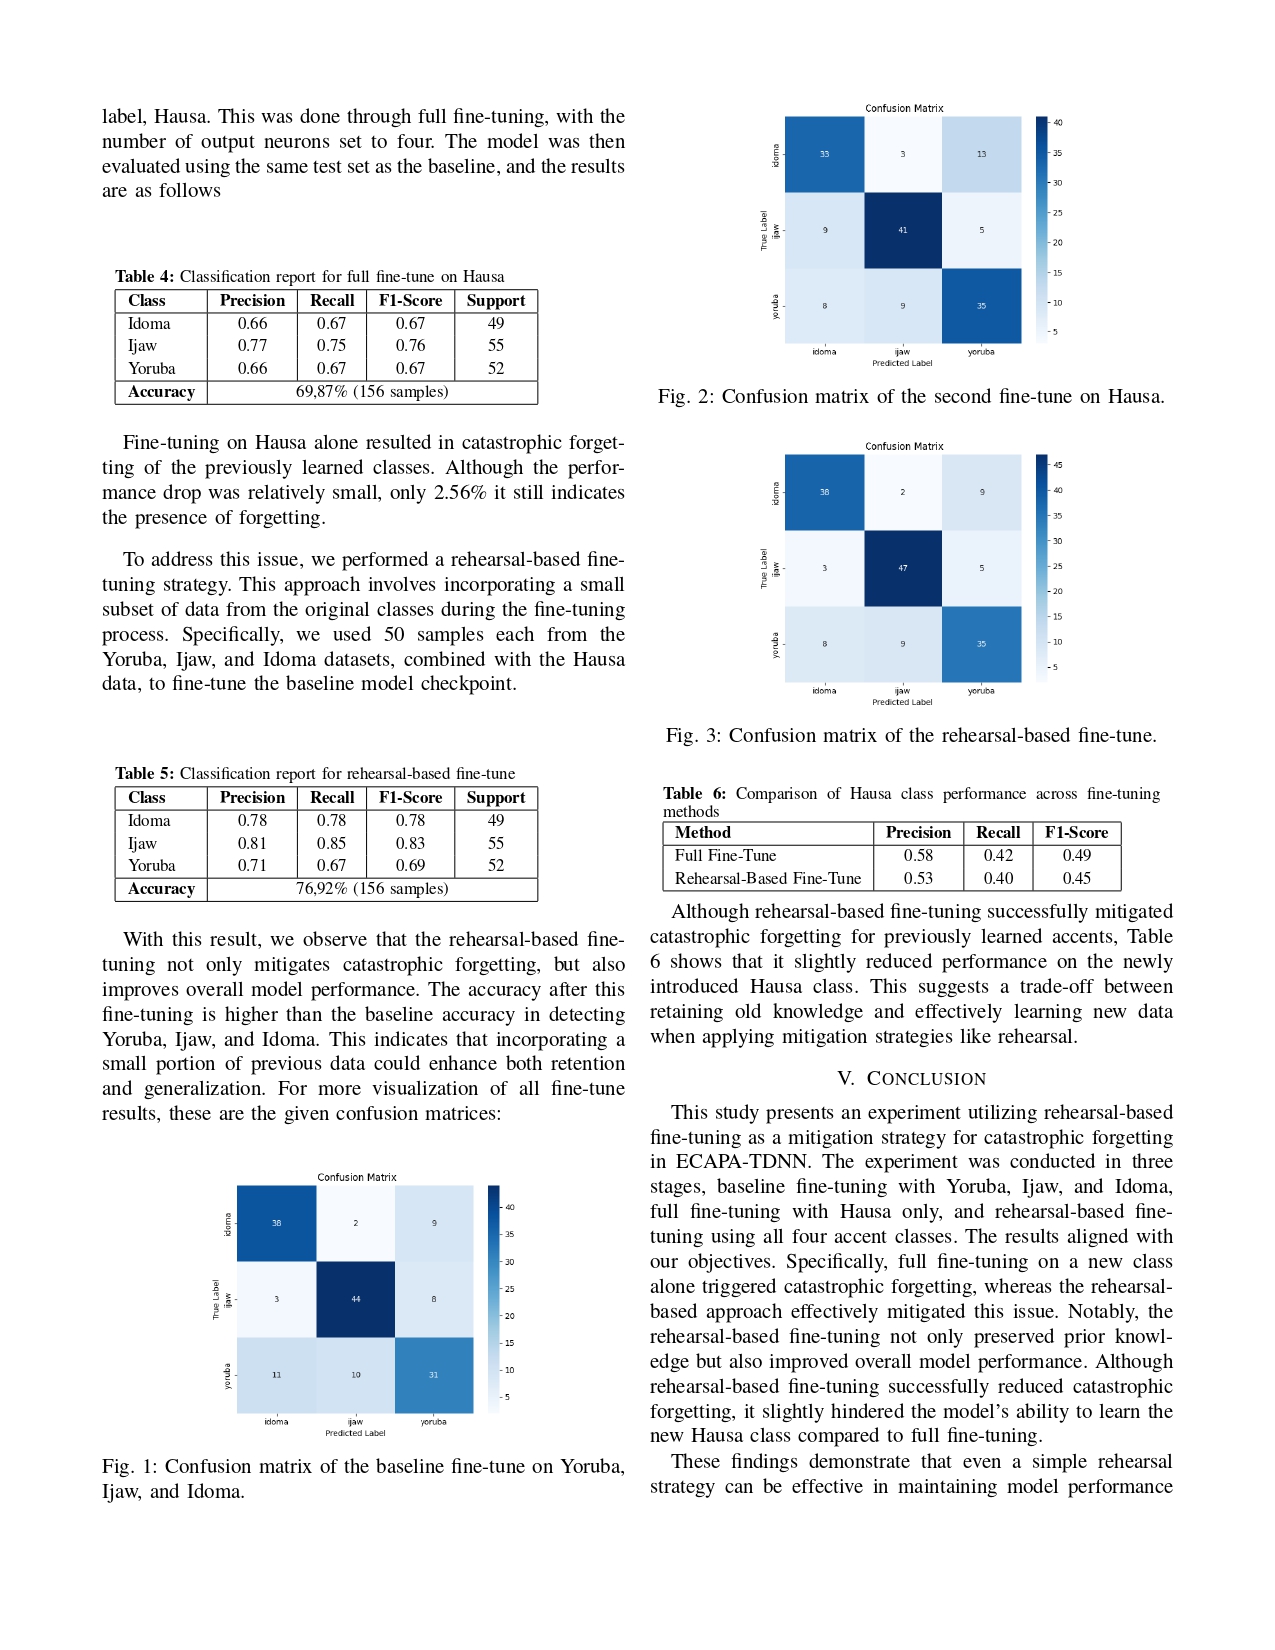 label, Hausa. This was done through full fine-tuning, with the
number of output neurons set to four. The model was then
evaluated using the same test set as the baseline, and the results
are as follows
Table 4: Classification report for full fine-tune on Hausa
Class Precision Recall F1-Score Support
Idoma 0.66 0.67 0.67 49
Ijaw 0.77 0.75 0.76 55
Yoruba 0.66 0.67 0.67 52
Accuracy 69,87% (156 samples)
Fine-tuning on Hausa alone resulted in catastrophic forget-
ting of the previously learned classes. Although the perfor-
mance drop was relatively small, only 2.56% it still indicates
the presence of forgetting.
To address this issue, we performed a rehearsal-based fine-
tuning strategy. This approach involves incorporating a small
subset of data from the original classes during the fine-tuning
process. Specifically, we used 50 samples each from the
Yoruba, Ijaw, and Idoma datasets, combined with the Hausa
data, to fine-tune the baseline model checkpoint.
Table 5: Classification report for rehearsal-based fine-tune
Class Precision Recall F1-Score Support
Idoma 0.78 0.78 0.78 49
Ijaw 0.81 0.85 0.83 55
Yoruba 0.71 0.67 0.69 52
Accuracy 76,92% (156 samples)
With this result, we observe that the rehearsal-based fine-
tuning not only mitigates catastrophic forgetting, but also
improves overall model performance. The accuracy after this
fine-tuning is higher than the baseline accuracy in detecting
Yoruba, Ijaw, and Idoma. This indicates that incorporating a
small portion of previous data could enhance both retention
and generalization. For more visualization of all fine-tune
results, these are the given confusion matrices:
Confusion Matrix
idoma 38 2 9
True Label
ijaw 3 44 8
yoruba 11 10 31
idoma ijaw yoruba
Predicted Label
40
35
30
25
20
15
10
5
Fig. 1: Confusion matrix of the baseline fine-tune on Yoruba,
Ijaw, and Idoma.
Confusion Matrix
idoma 33 3 13
True Label
ijaw 9 41 5
yoruba 8 9 35
idoma ijaw yoruba
Predicted Label
40
35
30
25
20
15
10
5
Fig. 2: Confusion matrix of the second fine-tune on Hausa.
Confusion Matrix
idoma 38 2 9
True Label
ijaw 3 47 5
yoruba 8 9 35
idoma ijaw yoruba
Predicted Label
45
40
35
30
25
20
15
10
5
Fig. 3: Confusion matrix of the rehearsal-based fine-tune.
Table 6: Comparison of Hausa class performance across fine-tuning
methods
Method Precision Recall F1-Score
Full Fine-Tune 0.58 0.42 0.49
Rehearsal-Based Fine-Tune 0.53 0.40 0.45
Although rehearsal-based fine-tuning successfully mitigated
catastrophic forgetting for previously learned accents, Table
6 shows that it slightly reduced performance on the newly
introduced Hausa class. This suggests a trade-off between
retaining old knowledge and effectively learning new data
when applying mitigation strategies like rehearsal.
V. CONCLUSION
This study presents an experiment utilizing rehearsal-based
fine-tuning as a mitigation strategy for catastrophic forgetting
in ECAPA-TDNN. The experiment was conducted in three
stages, baseline fine-tuning with Yoruba, Ijaw, and Idoma,
full fine-tuning with Hausa only, and rehearsal-based fine-
tuning using all four accent classes. The results aligned with
our objectives. Specifically, full fine-tuning on a new class
alone triggered catastrophic forgetting, whereas the rehearsal-
based approach effectively mitigated this issue. Notably, the
rehearsal-based fine-tuning not only preserved prior knowl-
edge but also improved overall model performance. Although
rehearsal-based fine-tuning successfully reduced catastrophic
forgetting, it slightly hindered the model's ability to learn the
new Hausa class compared to full fine-tuning.
These findings demonstrate that even a simple rehearsal
strategy can be effective in maintaining model performance